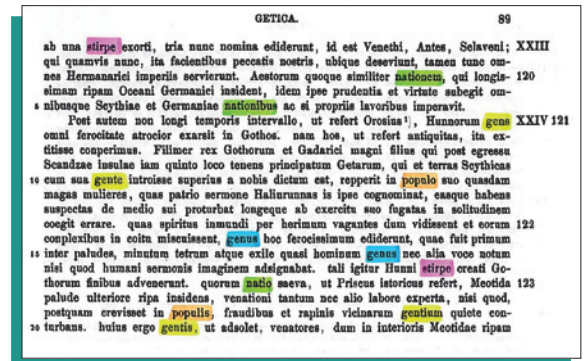 GETICA. 89
ab una stirpe exorti, tria nunc nomina ediderunt, id est Venethi, Antes, Sclaveni; XXIII
qui quamvis nunc, ita facientibus peccatis nostris, ubique deseviunt, tamen tunc om-
nes Hermanarici imperiis servierunt. Aestorum quoque similiter nationem, qui longis- 120
simam ripam Oceani Germanici insident, idem ipse prudentia et virtute subegit om-
5 nibusque Scythiae et Germaniae nationibus ac si propriis lavoribus imperavit.
Post autem non longi temporis intervallo, ut refert Orosius¹), Hunnorum gens XXIV 121
omni ferocitate atrocior exarsit in Gothos. nam hos, ut refert antiquitas, ita ex-
titisse conperimus. Filimer rex Gothorum et Gadarici magni filius qui post egressu
Scandzae insulae iam quinto loco tenens principatum Getarum, qui et terras Scythicas
10 cum sua gente introisse superius a nobis dictum est, repperit in populo suo quasdam
magas mulieres, quas patrio sermone Haliurunnas is ipse cognominat, easque habens
suspectas de medio sui proturbat longeque ab exercitu suo fugatas in solitudinem
coegit errare. quas spiritus inmundi per herimum vagantes dum vidissent et eorum 122
conplexibus in coitu miscuissent, genus hoc ferocissimum ediderunt, quae fuit primum
15 inter paludes, minutum tetrum atque exile quasi hominum genus nec alia voce notum
nisi quod humani sermonis imaginem adsignabat. tali igitur Hunni stirpe creati Go-
thorum finibus advenerunt. quorum natio saeva, ut Priscus istoricus refert, Meotida 123
palude ulteriore ripa insidens, venationi tantum nec alio labore experta, nisi quod,
postquam crevisset in populis, fraudibus et rapinis vicinarum gentium quiete con-
20 turbans. huius ergo gentis, ut adsolet, venatores, dum in interioris Meotidae ripam